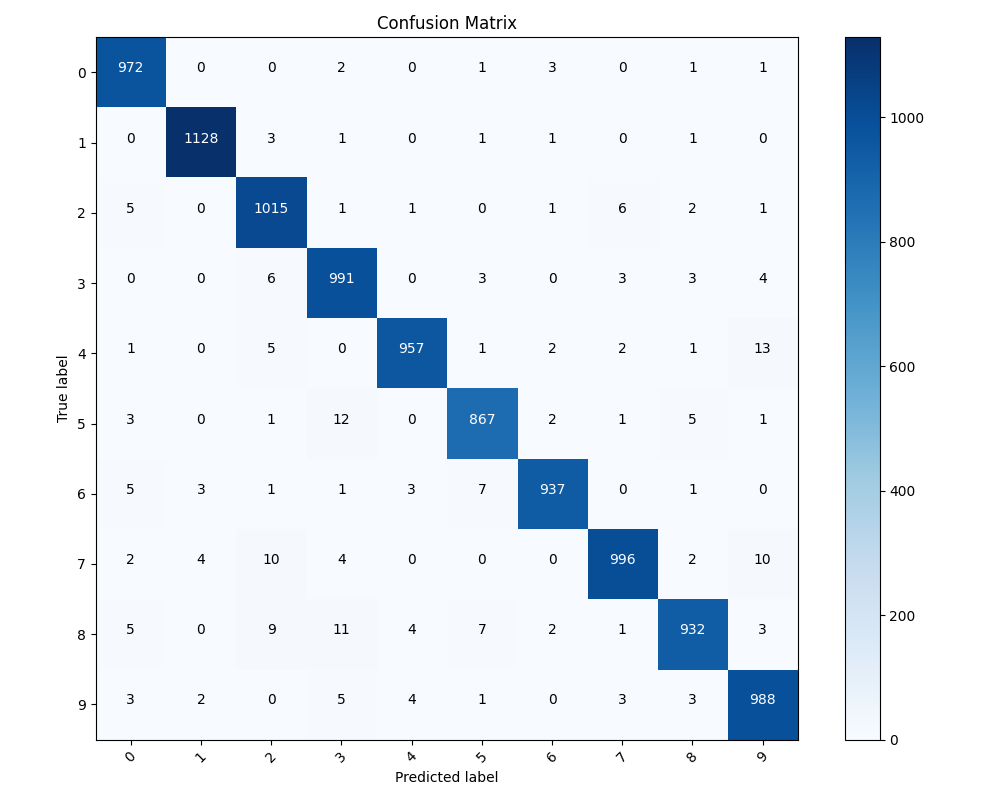 Confusion Matrix
0 972 0 0 2 0 1 3 0 1 1
1 0 1128 3 1 0 1 1 0 1 0
2 5 0 1015 1 1 0 1 6 2 1
3 0 0 6 991 0 3 0 3 3 4
4 1 0 5 0 957 1 2 2 1 13
5 3 0 1 12 0 867 2 1 5 1
6 5 3 1 1 3 7 937 0 1 0
7 2 4 10 4 0 0 0 996 2 10
8 5 0 9 11 4 7 2 1 932 3
9 3 2 0 5 4 1 0 3 3 988
0 1 2 3 4 5 6 7 8 9
True label
Predicted label
1000
800
600
400
200
0